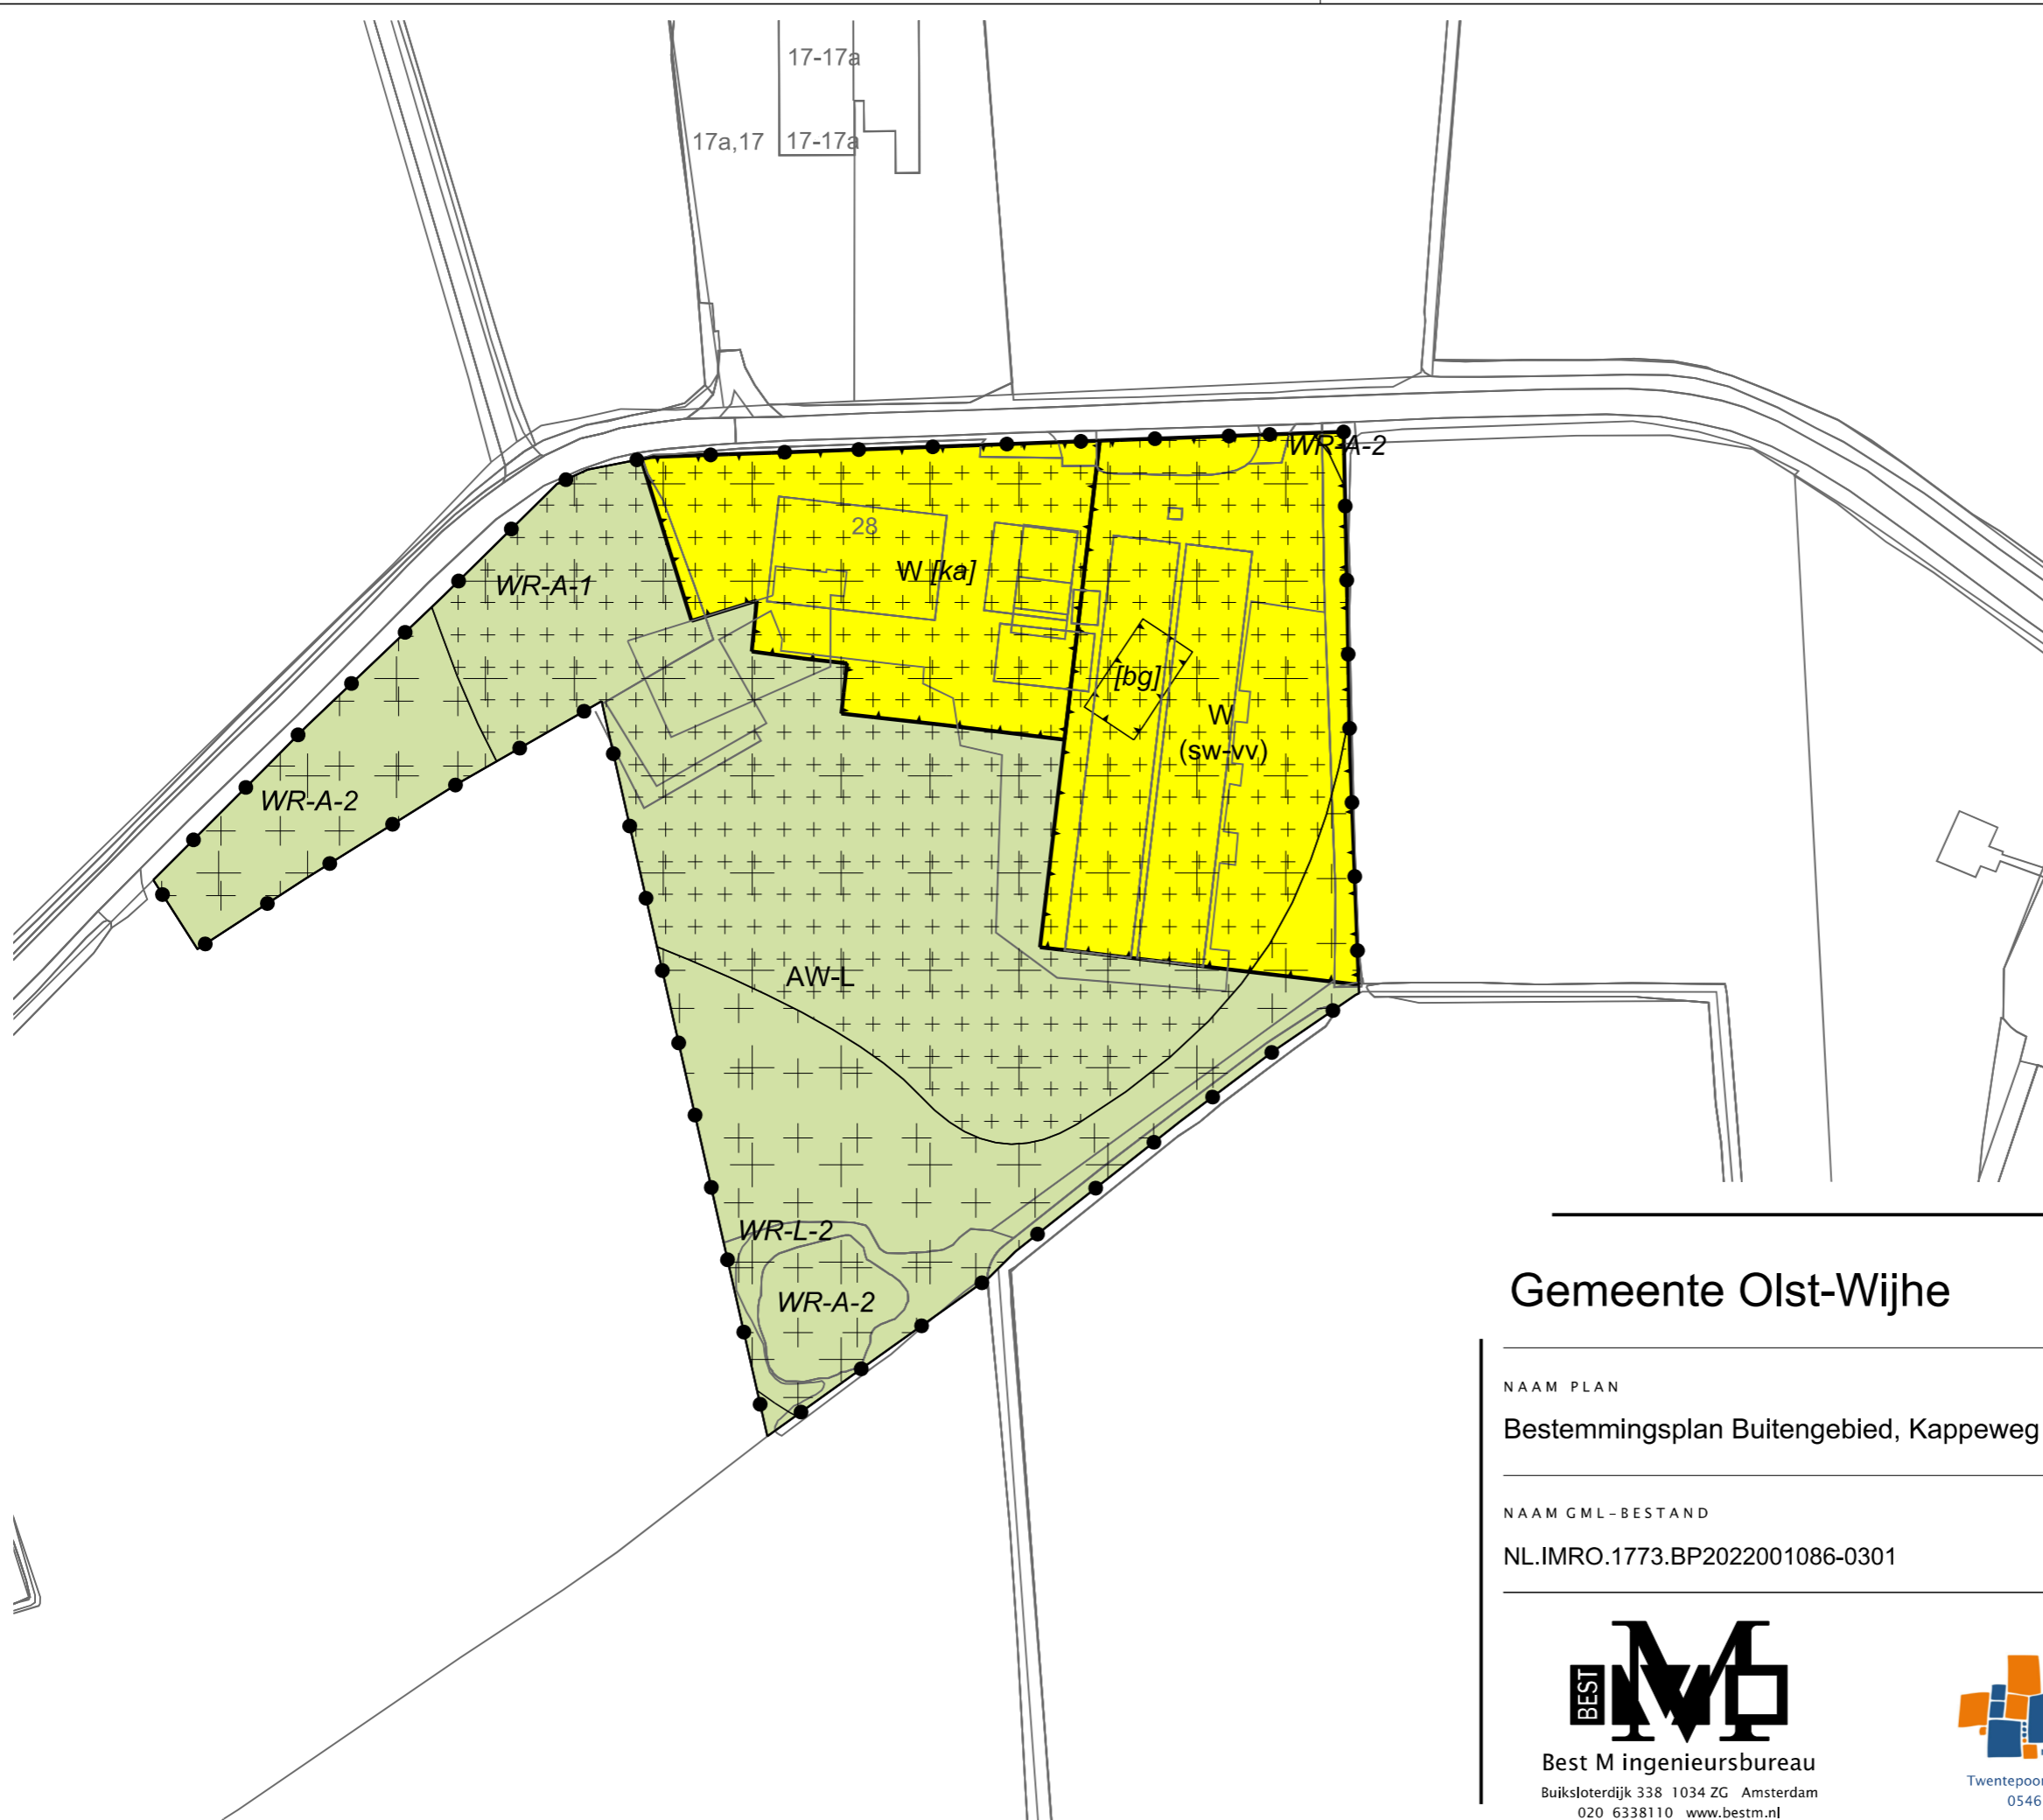 17-17a
17a,17
17-17a
WR-A-2
28
W [ka]
WR-A-1
[bg]
W
(sw-vv)
WR-A-2
AW-L
WR-L-2
WR-A-2
Gemeente Olst-Wijhe
NAAM PLAN
Bestemmingsplan Buitengebied, Kappeweg
NAAM GML-BESTAND
NL.IMRO.1773.BP2022001086-0301
BEST
M
Best M ingenieursbureau
Buiksloterdijk 338 1034 ZG Amsterdam
020 6338110 www.bestm.nl
Twentepoor
0546